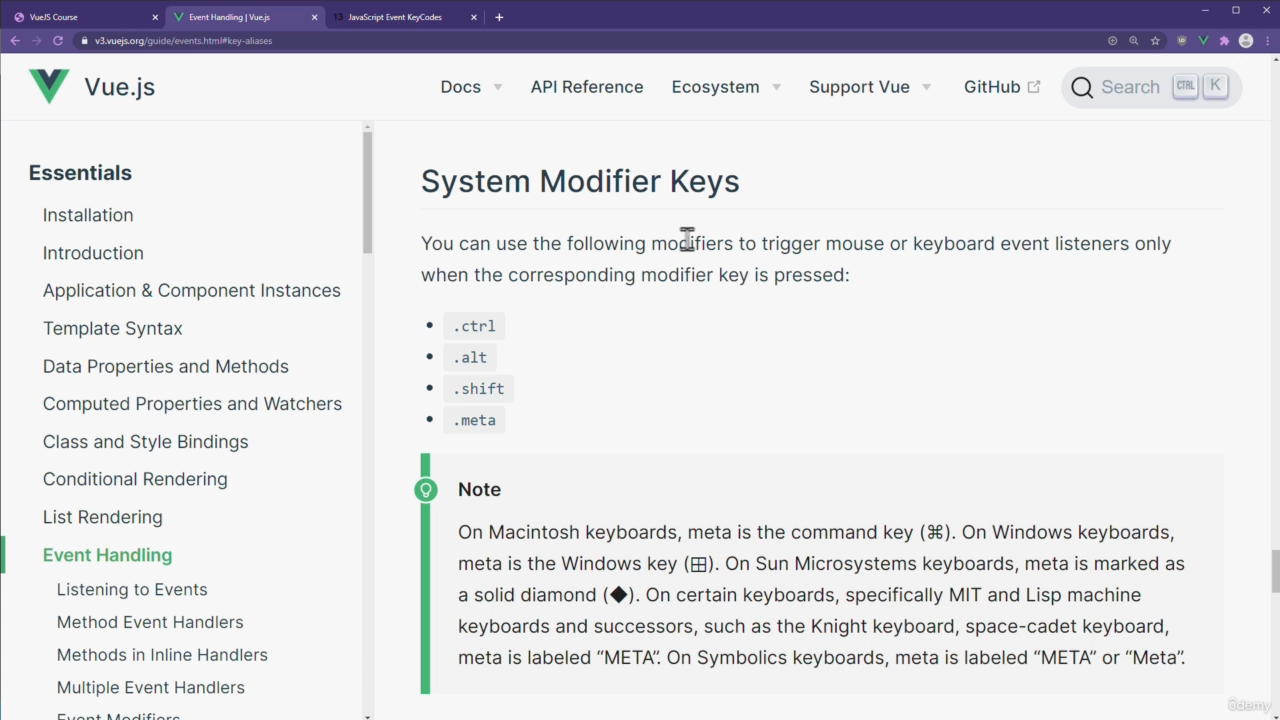 VueJS Course
Event Handling | Vue.js
13 JavaScript Event KeyCodes
v3.vuejs.org/guide/events.html#key-aliases
Vue.js
Docs
API Reference
Ecosystem
Support Vue
GitHub
Search
CTRL
K
Essentials
Installation
Introduction
Application & Component Instances
Template Syntax
Data Properties and Methods
Computed Properties and Watchers
Class and Style Bindings
Conditional Rendering
List Rendering
Event Handling
Listening to Events
Method Event Handlers
Methods in Inline Handlers
Multiple Event Handlers
Event Modifiers
System Modifier Keys
You can use the following modifiers to trigger mouse or keyboard event listeners only
when the corresponding modifier key is pressed:
• .ctrl
• .alt
• .shift
• .meta
Note
On Macintosh keyboards, meta is the command key (⌘). On Windows keyboards,
meta is the Windows key (⊞). On Sun Microsystems keyboards, meta is marked as
a solid diamond (◆). On certain keyboards, specifically MIT and Lisp machine
keyboards and successors, such as the Knight keyboard, space-cadet keyboard,
meta is labeled “META”. On Symbolics keyboards, meta is labeled “META” or “Meta”.
ûdemy